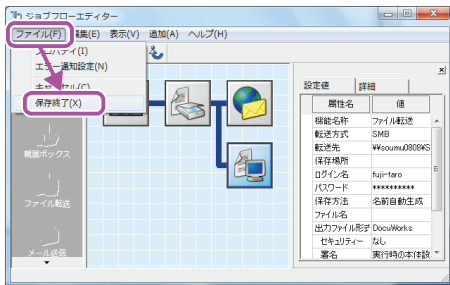 ジョブフローエディター
ファイル(F) 編集(E) 表示(V) 追加(A) ヘルプ(H)
プロパティ(I)
エラー通知設定(N)
キャンセル(C)
保存終了(X)
親展ボックス
ファイル転送
メール送信
設定値 詳細
属性名 値
機能名称 ファイル転送
転送方式 SMB
転送先 ¥¥soumu0808¥S
保存場所
ログイン名 fuji-taro
パスワード **********
保存方法 名前自動生成
ファイル名
出力ファイル形式 DocuWorks
セキュリティー なし
署名 実行時の本体設